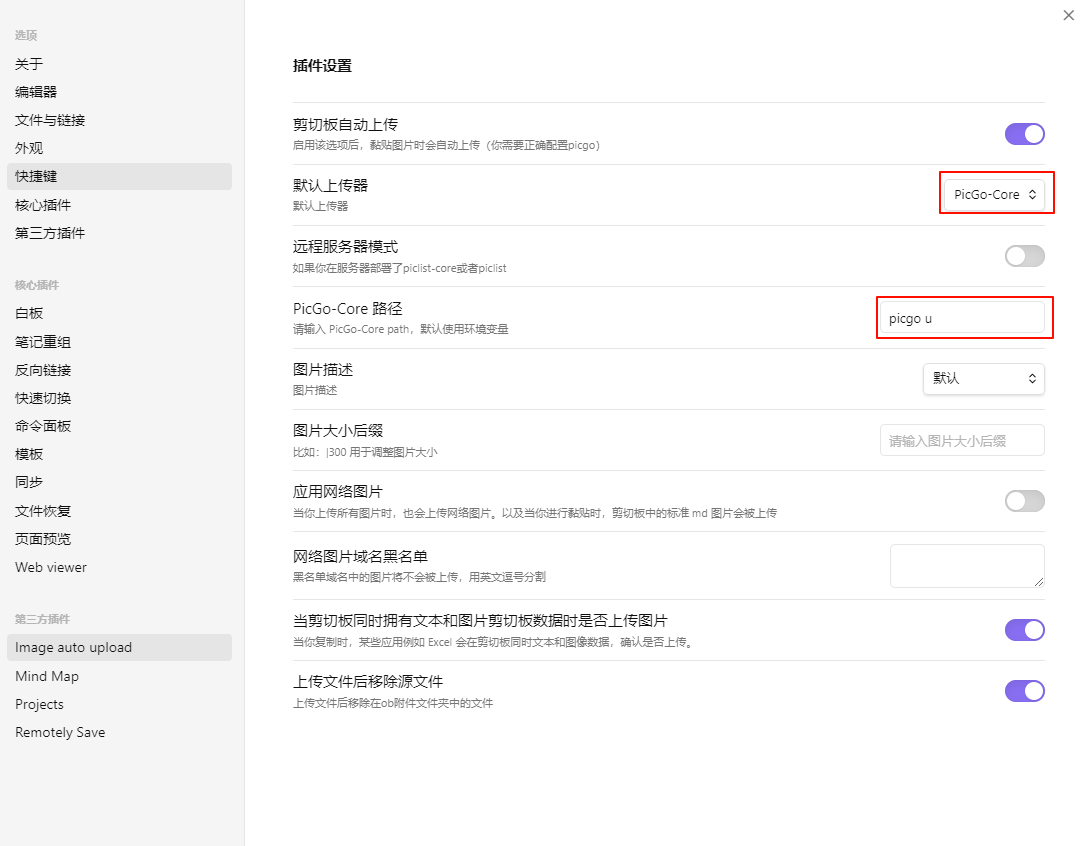 选项
关于
编辑器
文件与链接
外观
快捷键
核心插件
第三方插件
核心插件
白板
笔记重组
反向链接
快速切换
命令面板
模板
同步
文件恢复
页面预览
Web viewer
第三方插件
Image auto upload
Mind Map
Projects
Remotely Save
插件设置
剪切板自动上传
启用该选项后，黏贴图片时会自动上传（你需要正确配置picgo）
默认上传器
默认上传器
PicGo-Core
远程服务器模式
如果你在服务器部署了piclist-core或者piclist
PicGo-Core 路径
请输入 PicGo-Core path，默认使用环境变量
picgo u
图片描述
图片描述
默认
图片大小后缀
比如：|300 用于调整图片大小
请输入图片大小后缀
应用网络图片
当你上传所有图片时，也会上传网络图片。以及当你进行黏贴时，剪切板中的标准 md 图片会被上传
网络图片域名黑名单
黑名单域名中的图片将不会被上传，用英文逗号分割
当剪切板同时拥有文本和图片剪切板数据时是否上传图片
当你复制时，某些应用例如 Excel 会在剪切板同时文本和图像数据，确认是否上传。
上传文件后移除源文件
上传文件后移除在ob附件文件夹中的文件